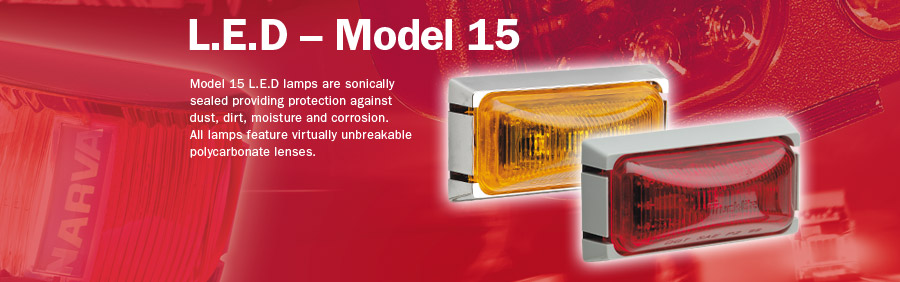 L.E.D – Model 15
Model 15 L.E.D lamps are sonically
sealed providing protection against
dust, dirt, moisture and corrosion.
All lamps feature virtually unbreakable
polycarbonate lenses.
NARVA